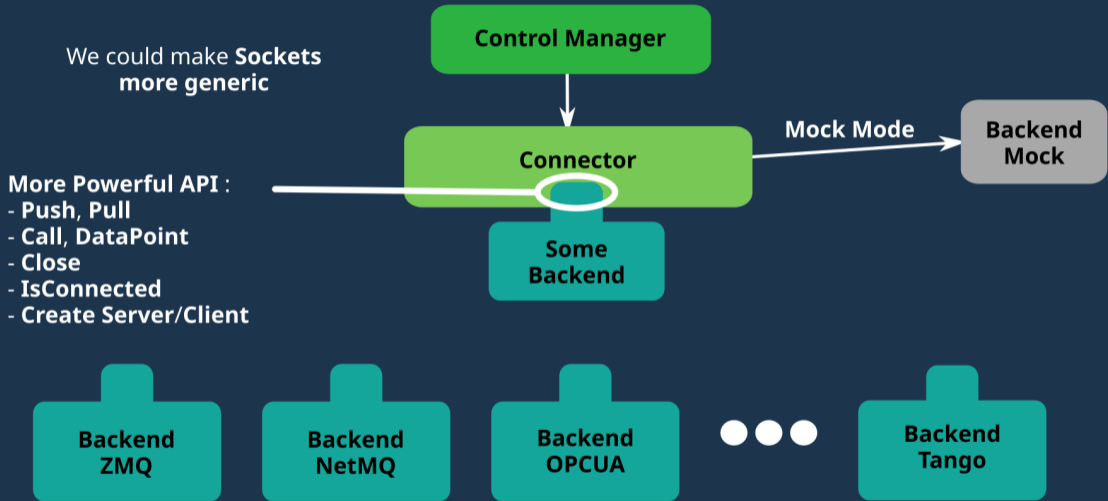 Control Manager
We could make Sockets
more generic
Mock Mode
Backend
Mock
Connector
More Powerful API :
- Push, Pull
- Call, DataPoint
- Close
- IsConnected
- Create Server/Client
Some
Backend
Backend
ZMQ
Backend
NetMQ
Backend
OPCUA
Backend
Tango